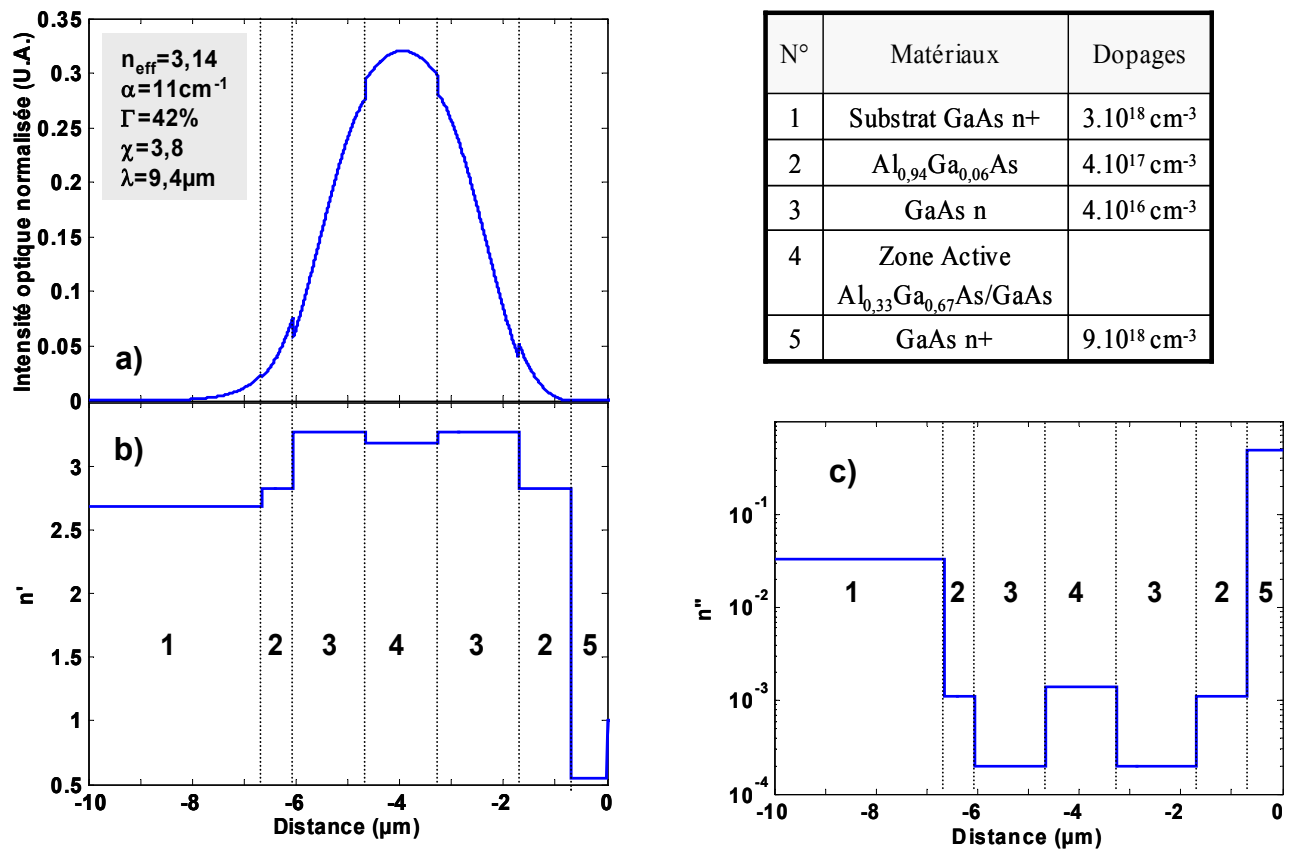 Intensité optique normalisée (U.A.)
0.35
0.3
0.25
0.2
0.15
0.1
0.05
0
n_eff=3,14
α=11cm⁻¹
Γ=42%
χ=3,8
λ=9,4µm
a)
b)
n'
3
2.5
2
1.5
1
0.5
1 2 3 4 3 2 5
-10 -8 -6 -4 -2 0
Distance (µm)
N° Matériaux Dopages
1 Substrat GaAs n+ 3.10¹⁸ cm⁻³
2 Al₀,₉₄Ga₀,₀₆As 4.10¹⁷ cm⁻³
3 GaAs n 4.10¹⁶ cm⁻³
4 Zone Active
Al₀,₃₃Ga₀,₆₇As/GaAs
5 GaAs n+ 9.10¹⁸ cm⁻³
c)
n"
10⁻¹
10⁻²
10⁻³
10⁻⁴
1 2 3 4 3 2 5
-10 -8 -6 -4 -2 0
Distance (µm)